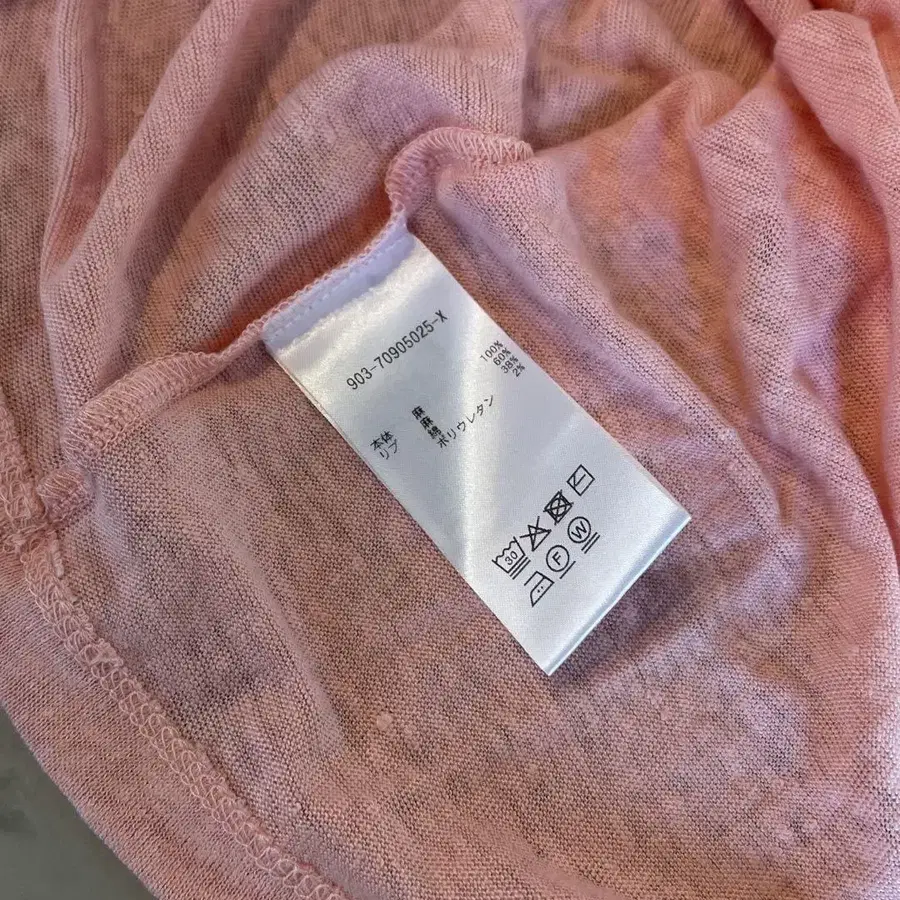 903-70905025-X
本体 麻 100%
リブ 麻 60%
綿 38%
ポリウレタン 2%
30
F
W